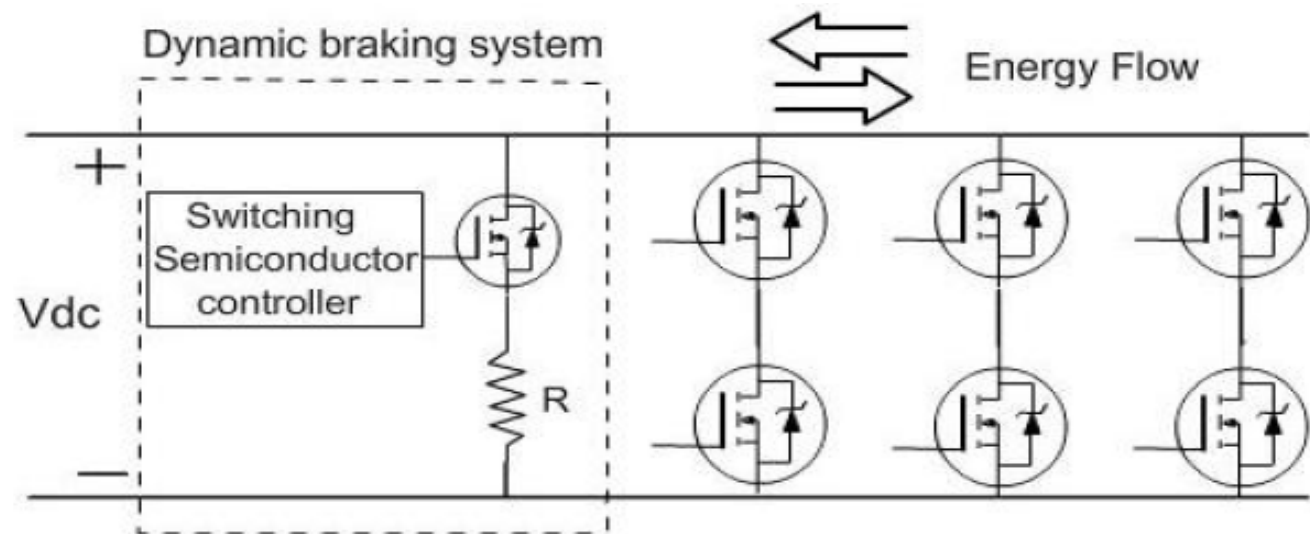 Dynamic braking system
Energy Flow
+
Switching
Semiconductor
controller
Vdc
R
−